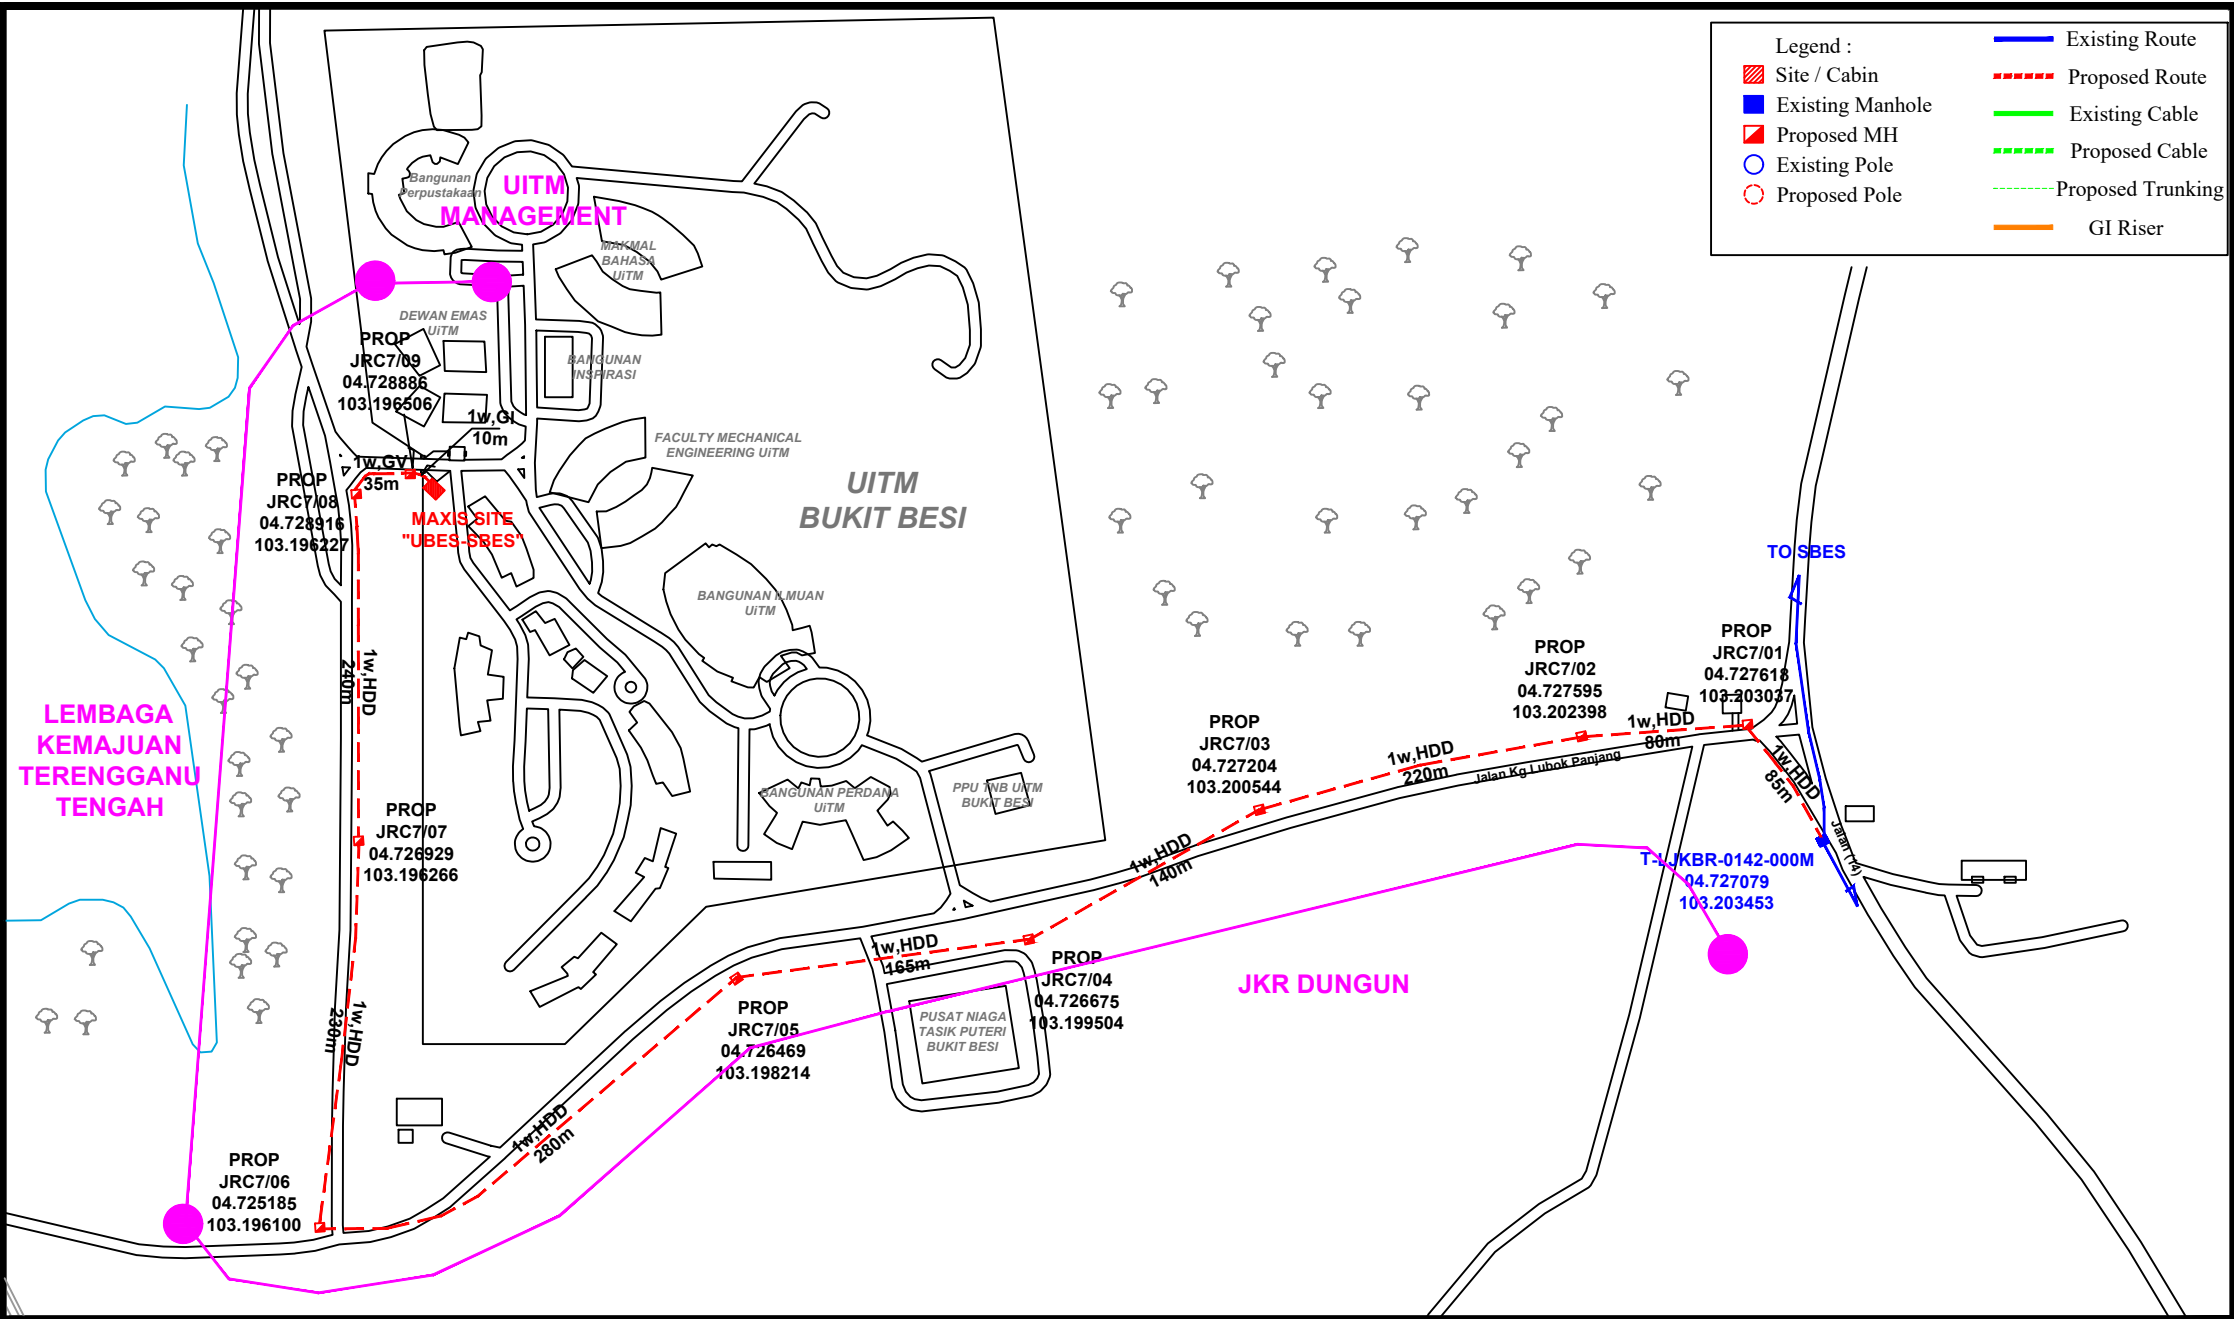 Legend :
Site / Cabin
Existing Manhole
Proposed MH
Existing Pole
Proposed Pole
Existing Route
Proposed Route
Existing Cable
Proposed Cable
Proposed Trunking
GI Riser
Bangunan
Perpustakaan
UITM
MANAGEMENT
MAKMAL
BAHASA
UiTM
DEWAN EMAS
UiTM
PROP
JRC7/09
04.728886
103.196506
BANGUNAN
INSPIRASI
1w,GI
10m
FACULTY MECHANICAL
ENGINEERING UiTM
1w,GV
35m
PROP
JRC7/08
04.728916
103.196227
MAXIS SITE
"UBES-SBES"
UITM
BUKIT BESI
TO SBES
BANGUNAN ILMUAN
UiTM
PROP
JRC7/01
04.727618
103.203037
PROP
JRC7/02
04.727595
103.202398
1w,HDD
80m
1w,HDD
240m
LEMBAGA
KEMAJUAN
TERENGGANU
TENGAH
PROP
JRC7/03
04.727204
103.200544
1w,HDD
220m
Jalan Kg Lubok Panjang
1w,HDD
85m
Jalan (14)
BANGUNAN PERDANA
UiTM
PPU TNB UITM
BUKIT BESI
PROP
JRC7/07
04.726929
103.196266
1w,HDD
140m
T-LJKBR-0142-000M
04.727079
103.203453
1w,HDD
165m
PROP
JRC7/04
04.726675
103.199504
JKR DUNGUN
PROP
JRC7/05
04.726469
103.198214
PUSAT NIAGA
TASIK PUTERI
BUKIT BESI
1w,HDD
230m
1w,HDD
280m
PROP
JRC7/06
04.725185
103.196100